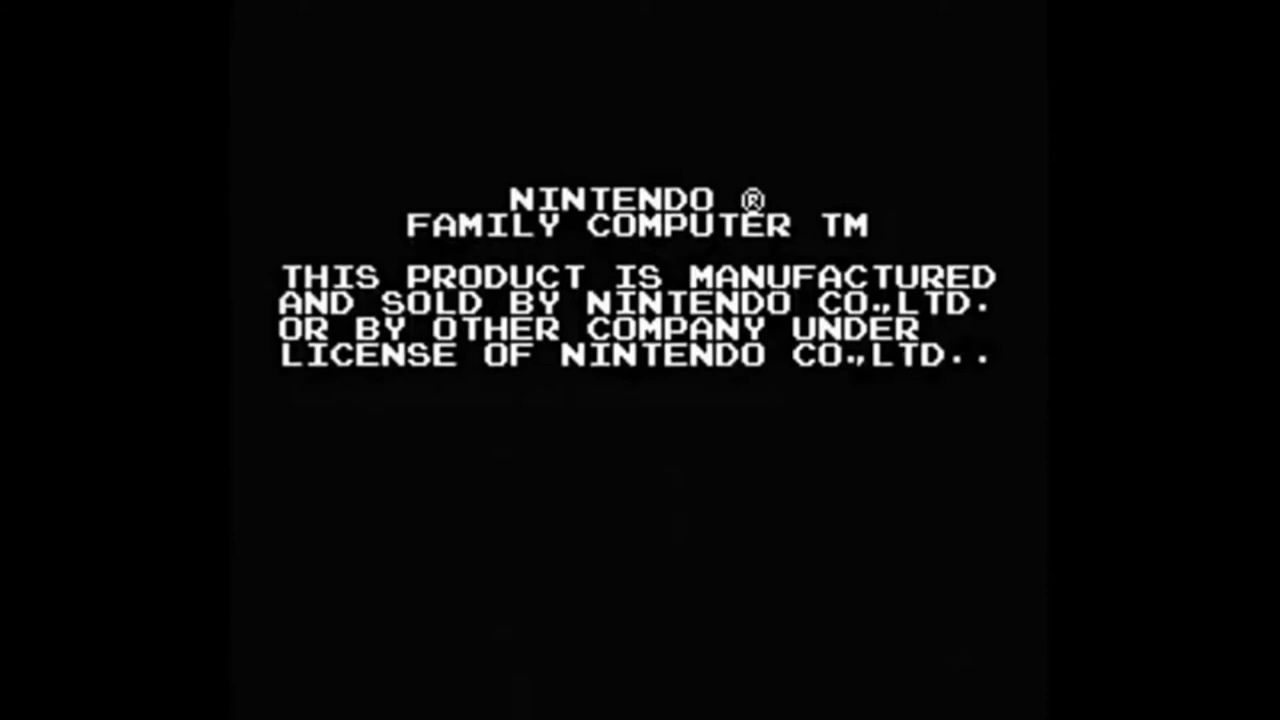 NINTENDO ®
FAMILY COMPUTER TM
THIS PRODUCT IS MANUFACTURED
AND SOLD BY NINTENDO CO.,LTD.
OR BY OTHER COMPANY UNDER
LICENSE OF NINTENDO CO.,LTD..